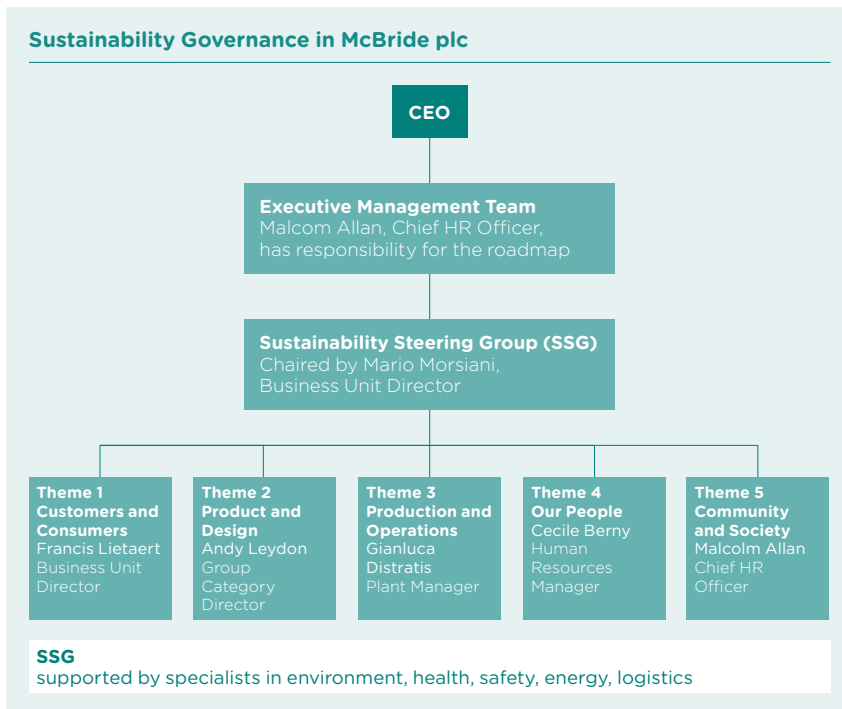 Sustainability Governance in McBride plc
CEO
Executive Management Team
Malcom Allan, Chief HR Officer,
has responsibility for the roadmap
Sustainability Steering Group (SSG)
Chaired by Mario Morsiani,
Business Unit Director
Theme 1
Customers and
Consumers
Francis Lietaert
Business Unit
Director
Theme 2
Product and
Design
Andy Leydon
Group
Category
Director
Theme 3
Production and
Operations
Gianluca
Distratis
Plant Manager
Theme 4
Our People
Cecile Berny
Human
Resources
Manager
Theme 5
Community
and Society
Malcolm Allan
Chief HR
Officer
SSG
supported by specialists in environment, health, safety, energy, logistics